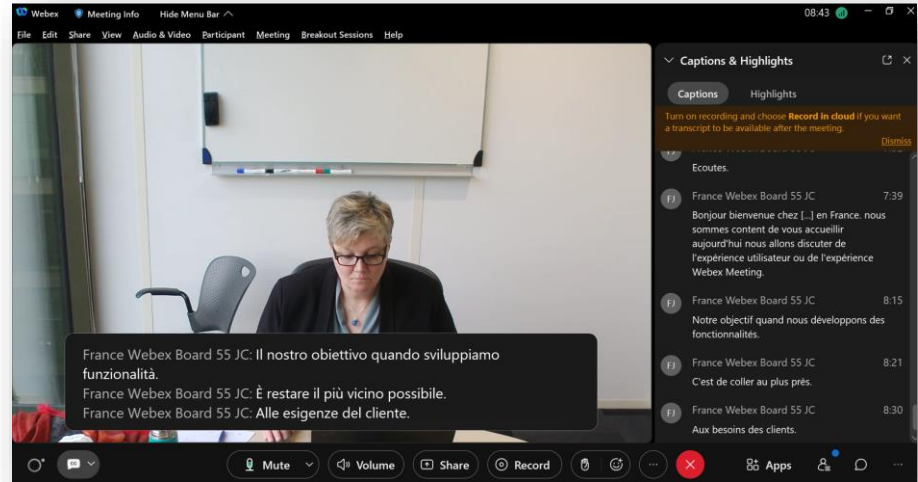 Webex
Meeting Info
Hide Menu Bar
08:43
File Edit Share View Audio & Video Participant Meeting Breakout Sessions Help
France Webex Board 55 JC: Il nostro obiettivo quando sviluppiamo
funzionalità.
France Webex Board 55 JC: È restare il più vicino possibile.
France Webex Board 55 JC: Alle esigenze del cliente.
Captions & Highlights
Captions
Highlights
Turn on recording and choose Record in cloud if you want
a transcript to be available after the meeting.
Dismiss
Ecoutes.
FJ
France Webex Board 55 JC 7:39
Bonjour bienvenue chez [...] en France. nous
sommes content de vous accueillir
aujourd'hui nous allons discuter de
l'expérience utilisateur ou de l'expérience
Webex Meeting.
FJ
France Webex Board 55 JC 8:15
Notre objectif quand nous développons des
fonctionnalités.
FJ
France Webex Board 55 JC 8:21
C'est de coller au plus près.
FJ
France Webex Board 55 JC 8:30
Aux besoins des clients.
Mute
Volume
Share
Record
Apps